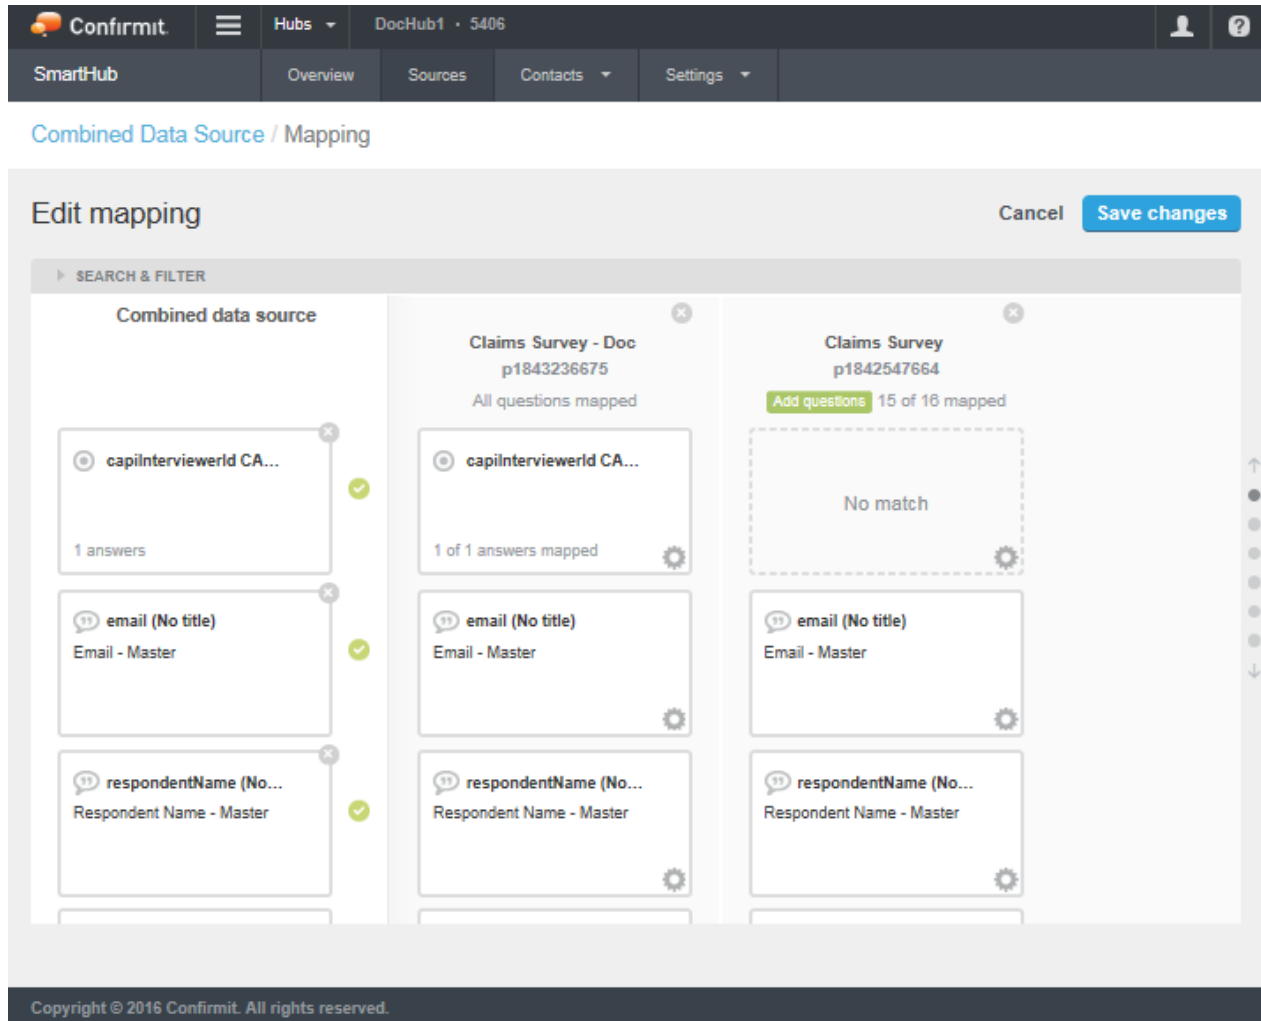 Confirmit. Hubs DocHub1 · 5406
SmartHub Overview Sources Contacts Settings
Combined Data Source / Mapping
Edit mapping Cancel Save changes
SEARCH & FILTER
Combined data source
Claims Survey - Doc
p1843236675
All questions mapped
Claims Survey
p1842547664
Add questions 15 of 16 mapped
capiInterviewerId CA...
1 answers
capiInterviewerId CA...
1 of 1 answers mapped
No match
email (No title)
Email - Master
email (No title)
Email - Master
email (No title)
Email - Master
respondentName (No...
Respondent Name - Master
respondentName (No...
Respondent Name - Master
respondentName (No...
Respondent Name - Master
Copyright © 2016 Confirmit. All rights reserved.